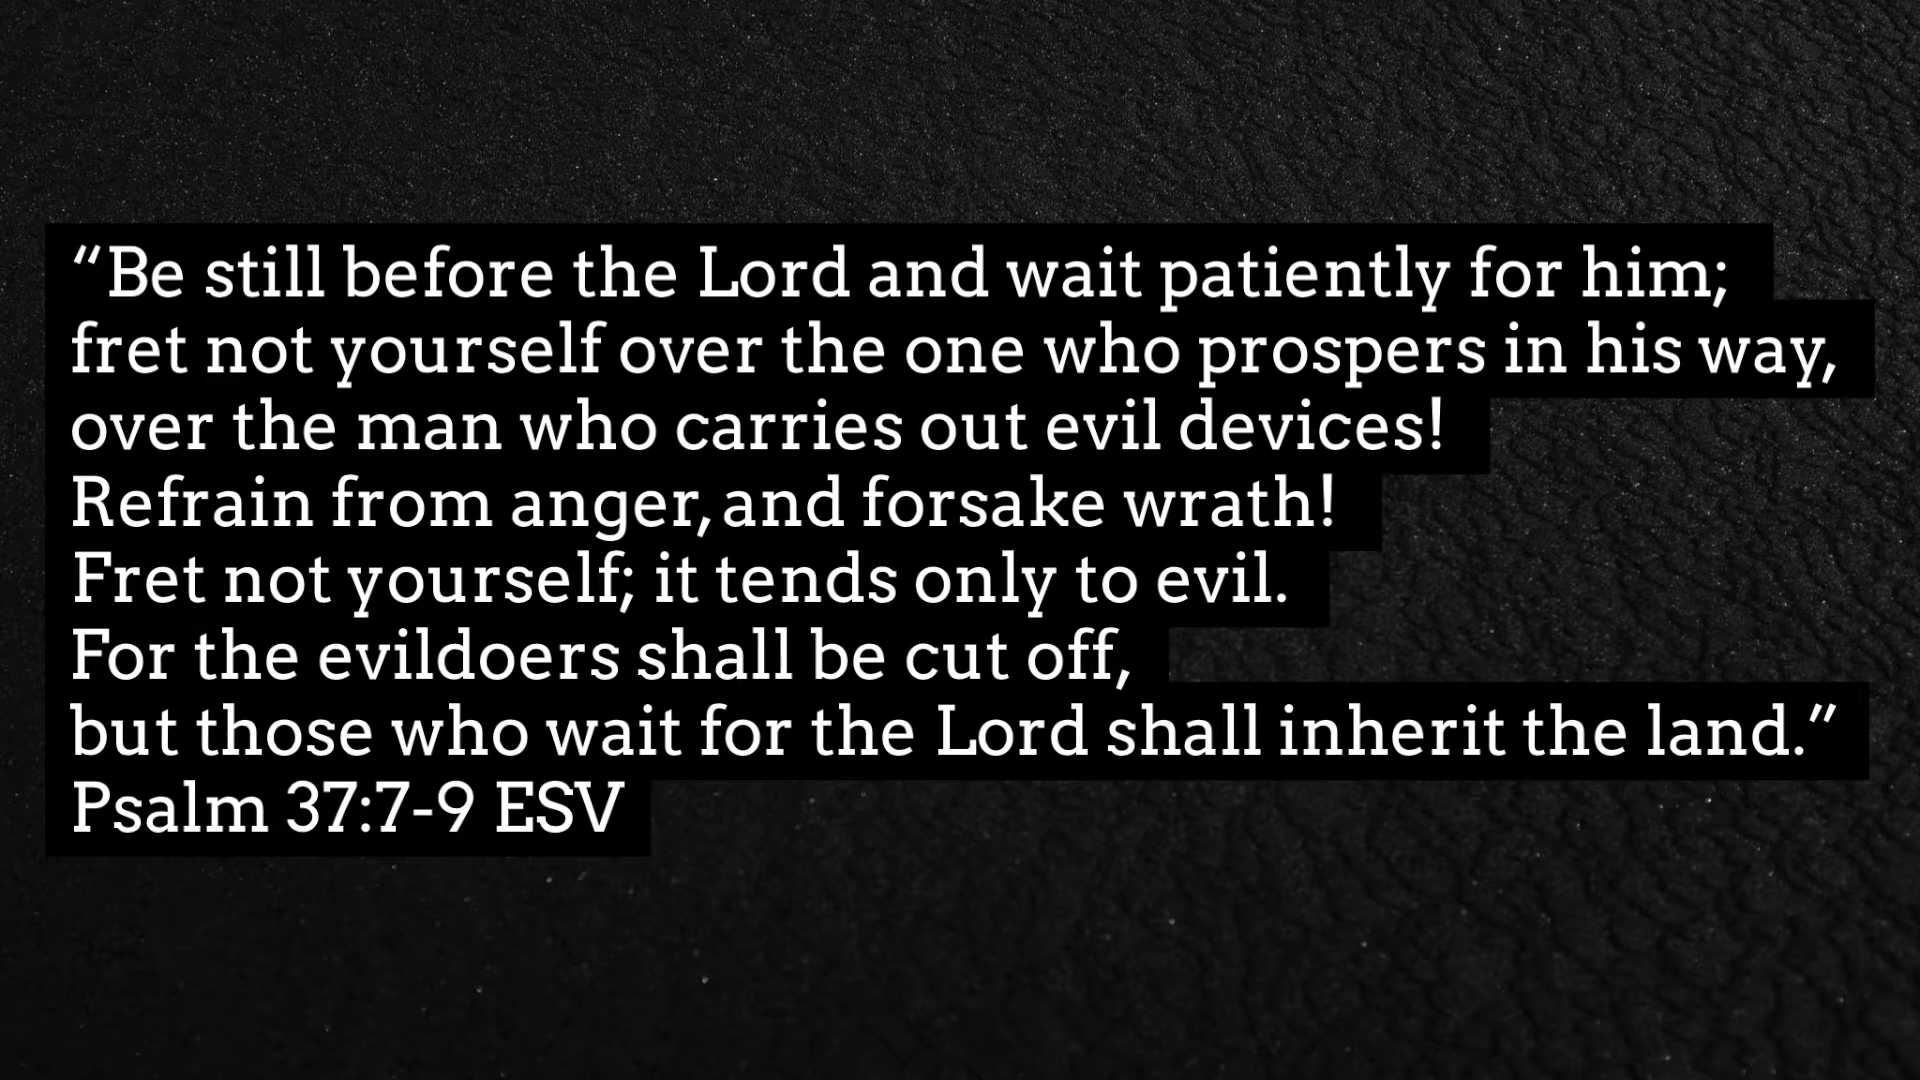 “Be still before the Lord and wait patiently for him;
fret not yourself over the one who prospers in his way,
over the man who carries out evil devices!
Refrain from anger, and forsake wrath!
Fret not yourself; it tends only to evil.
For the evildoers shall be cut off,
but those who wait for the Lord shall inherit the land.”
Psalm 37:7-9 ESV